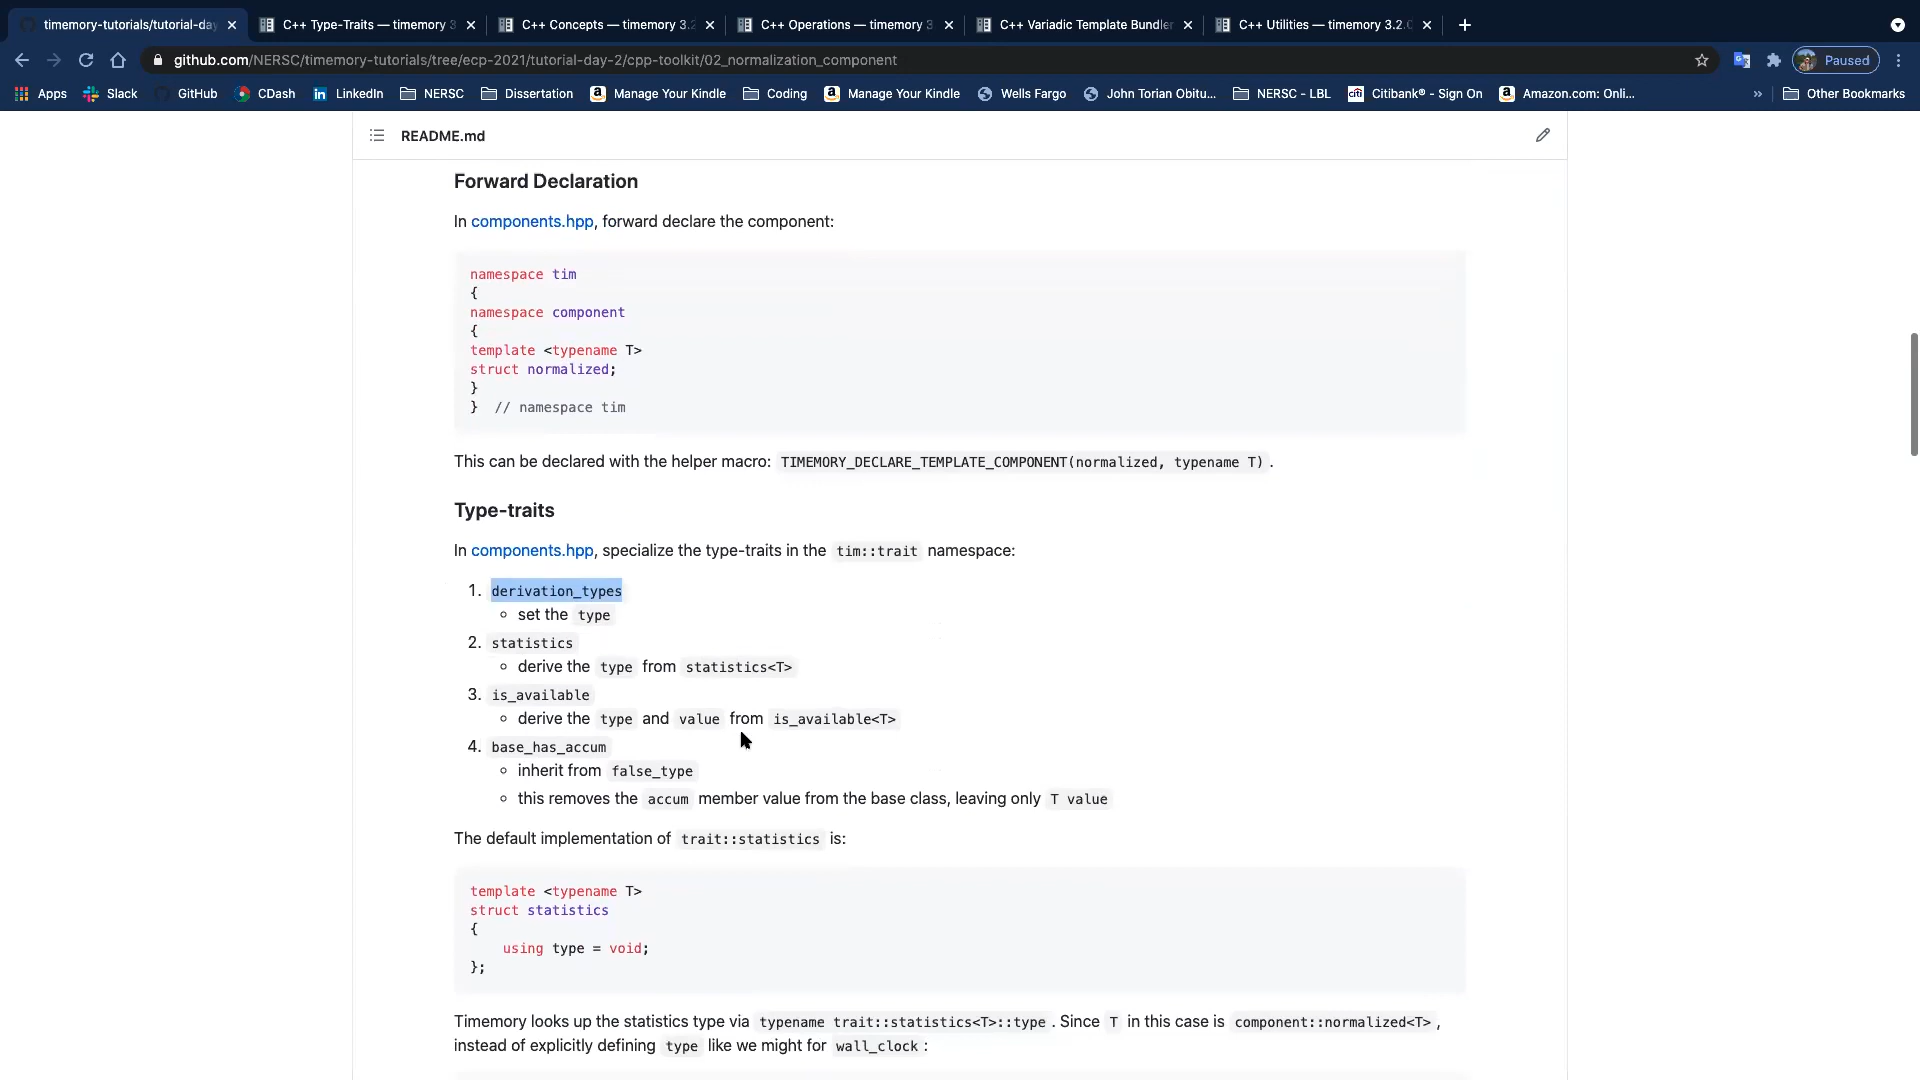 timemory-tutorials/tutorial-day
C++ Type-Traits — timemory 3
C++ Concepts — timemory 3.2
C++ Operations — timemory 3
C++ Variadic Template Bundler
C++ Utilities — timemory 3.2.0
github.com/NERSC/timemory-tutorials/tree/ecp-2021/tutorial-day-2/cpp-toolkit/02_normalization_component
Paused
Apps Slack GitHub CDash LinkedIn NERSC Dissertation Manage Your Kindle Coding Manage Your Kindle Wells Fargo John Torian Obitu... NERSC - LBL Citibank® - Sign On Amazon.com: Onli... » Other Bookmarks
README.md
Forward Declaration
In components.hpp, forward declare the component:
namespace tim
{
namespace component
{
template <typename T>
struct normalized;
}
} // namespace tim
This can be declared with the helper macro: TIMEMORY_DECLARE_TEMPLATE_COMPONENT(normalized, typename T) .
Type-traits
In components.hpp, specialize the type-traits in the tim::trait namespace:
1. derivation_types
set the type
2. statistics
derive the type from statistics<T>
3. is_available
derive the type and value from is_available<T>
4. base_has_accum
inherit from false_type
this removes the accum member value from the base class, leaving only T value
The default implementation of trait::statistics is:
template <typename T>
struct statistics
{
using type = void;
};
Timemory looks up the statistics type via typename trait::statistics<T>::type . Since T in this case is component::normalized<T> ,
instead of explicitly defining type like we might for wall_clock :